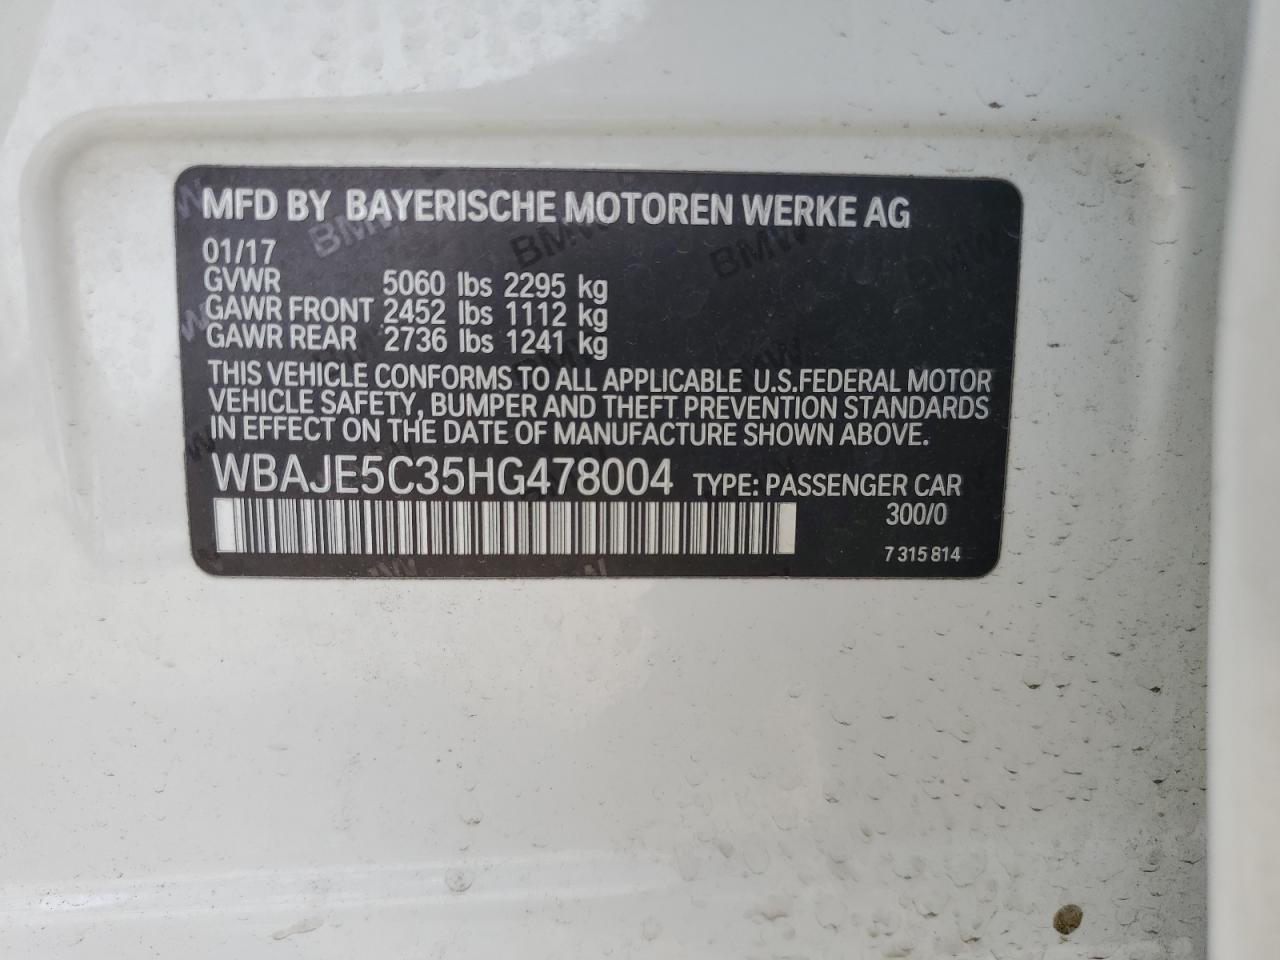 MFD BY BAYERISCHE MOTOREN WERKE AG
01/17
GVWR 5060 lbs 2295 kg
GAWR FRONT 2452 lbs 1112 kg
GAWR REAR 2736 lbs 1241 kg
THIS VEHICLE CONFORMS TO ALL APPLICABLE U.S.FEDERAL MOTOR
VEHICLE SAFETY, BUMPER AND THEFT PREVENTION STANDARDS
IN EFFECT ON THE DATE OF MANUFACTURE SHOWN ABOVE.
WBAJE5C35HG478004 TYPE: PASSENGER CAR
300/0
7 315 814